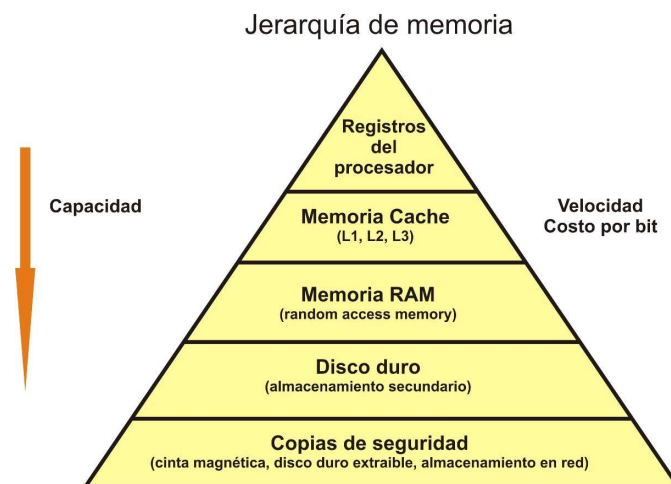 Jerarquía de memoria
Registros
del
procesador
Capacidad
Velocidad
Costo por bit
Memoria Cache
(L1, L2, L3)
Memoria RAM
(random access memory)
Disco duro
(almacenamiento secundario)
Copias de seguridad
(cinta magnética, disco duro extraible, almacenamiento en red)